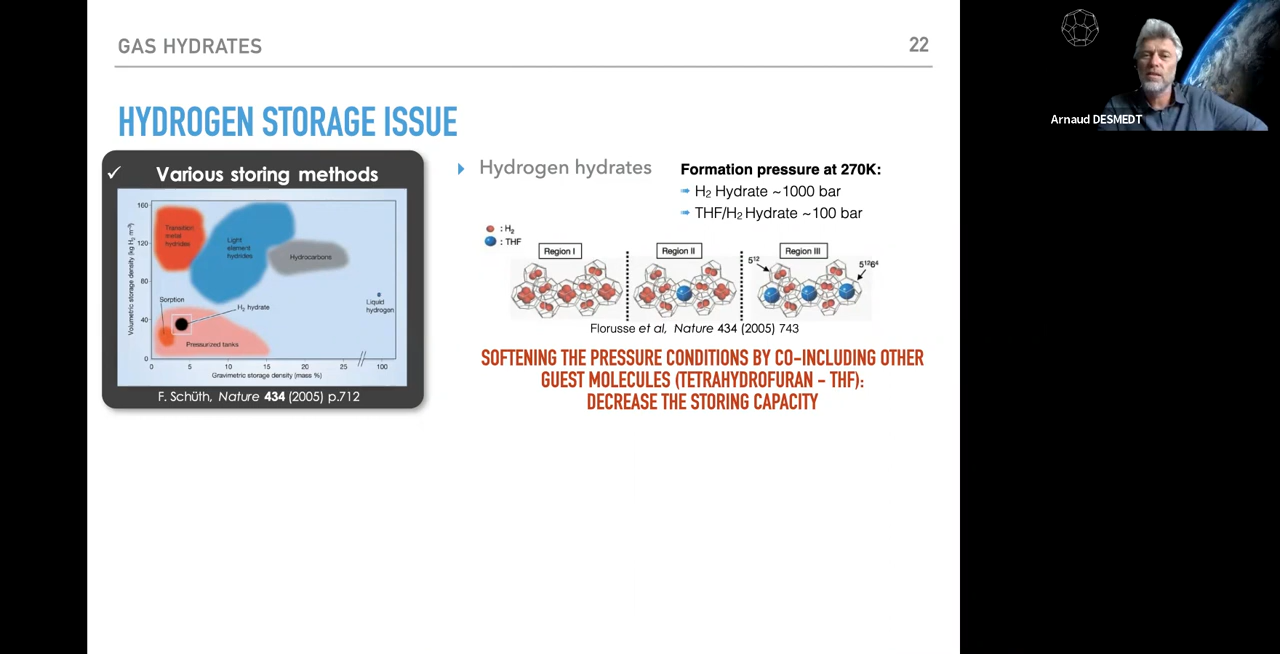 GAS HYDRATES
22
HYDROGEN STORAGE ISSUE
✓ Various storing methods
Volumetric storage density (kg H₂ m⁻³)
160
120
80
40
0
Transition
metal
hydrides
Light
element
hydrides
Hydrocarbons
Sorption
H₂ hydrate
Liquid
hydrogen
Pressurized tanks
0 5 10 15 20 25 100
Gravimetric storage density (mass %)
F. Schüth, Nature 434 (2005) p.712
Hydrogen hydrates
Formation pressure at 270K:
➠ H₂ Hydrate ~1000 bar
➠ THF/H₂ Hydrate ~100 bar
: H₂
: THF
Region I
Region II
Region III
5¹²
5¹²6⁴
Florusse et al, Nature 434 (2005) 743
SOFTENING THE PRESSURE CONDITIONS BY CO-INCLUDING OTHER
GUEST MOLECULES (TETRAHYDROFURAN - THF):
DECREASE THE STORING CAPACITY
Arnaud DESMEDT